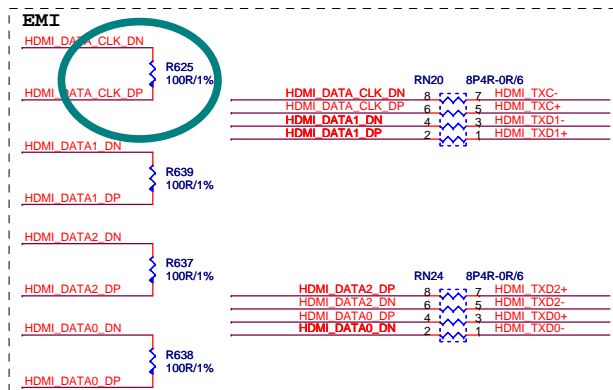 EMI
HDMI_DATA_CLK_DN
R625
100R/1%
HDMI_DATA_CLK_DP
HDMI_DATA1_DN
R639
100R/1%
HDMI_DATA1_DP
HDMI_DATA2_DN
R637
100R/1%
HDMI_DATA2_DP
HDMI_DATA0_DN
R638
100R/1%
HDMI_DATA0_DP
RN20 8P4R-0R/6
HDMI_DATA_CLK_DN 8 7 HDMI_TXC-
HDMI_DATA_CLK_DP 6 5 HDMI_TXC+
HDMI_DATA1_DN 4 3 HDMI_TXD1-
HDMI_DATA1_DP 2 1 HDMI_TXD1+
RN24 8P4R-0R/6
HDMI_DATA2_DP 8 7 HDMI_TXD2+
HDMI_DATA2_DN 6 5 HDMI_TXD2-
HDMI_DATA0_DP 4 3 HDMI_TXD0+
HDMI_DATA0_DN 2 1 HDMI_TXD0-